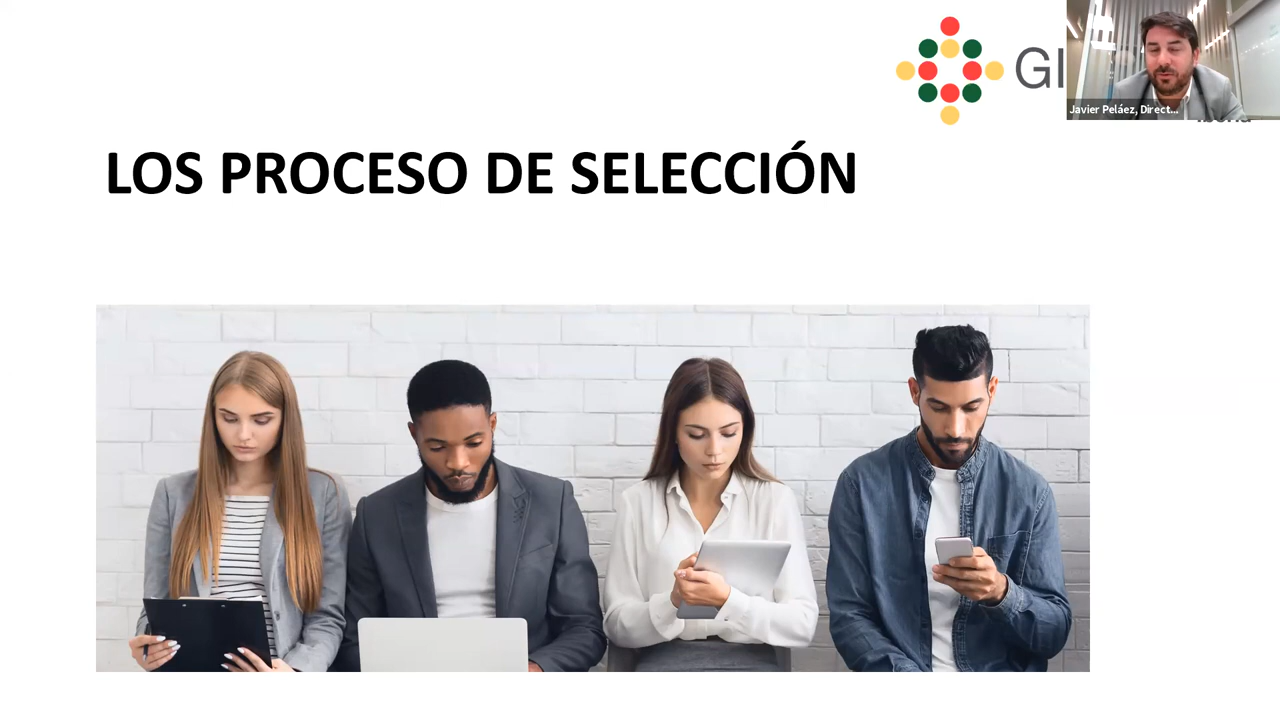 GI
Javier Peláez, Direct...
LOS PROCESO DE SELECCIÓN